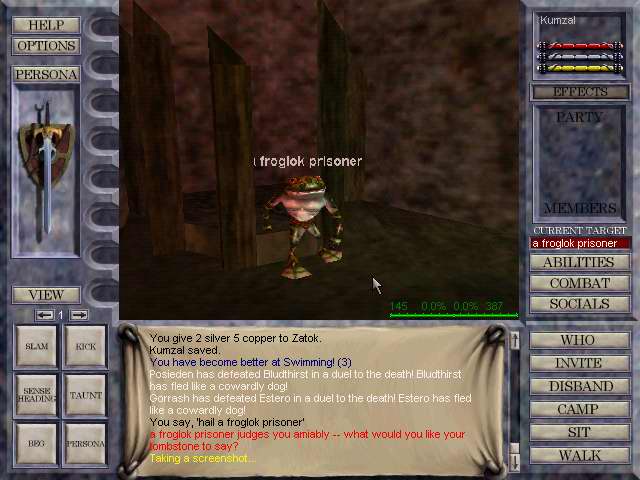 HELP
OPTIONS
PERSONA
VIEW
1
SLAM
KICK
SENSE
HEADING
TAUNT
BEG
PERSONA
a froglok prisoner
145 0.0% 0.0% 387
You give 2 silver 5 copper to Zatok.
Kumzal saved.
You have become better at Swimming! (3)
Posieden has defeated Bludthirst in a duel to the death! Bludthirst
has fled like a cowardly dog!
Gorrash has defeated Estero in a duel to the death! Estero has fled
like a cowardly dog!
You say, 'hail a froglok prisoner'
a froglok prisoner judges you amiably -- what would you like your
tombstone to say?
Taking a screenshot...
Kumzal
EFFECTS
PARTY
MEMBERS
CURRENT TARGET
a froglok prisoner
ABILITIES
COMBAT
SOCIALS
WHO
INVITE
DISBAND
CAMP
SIT
WALK